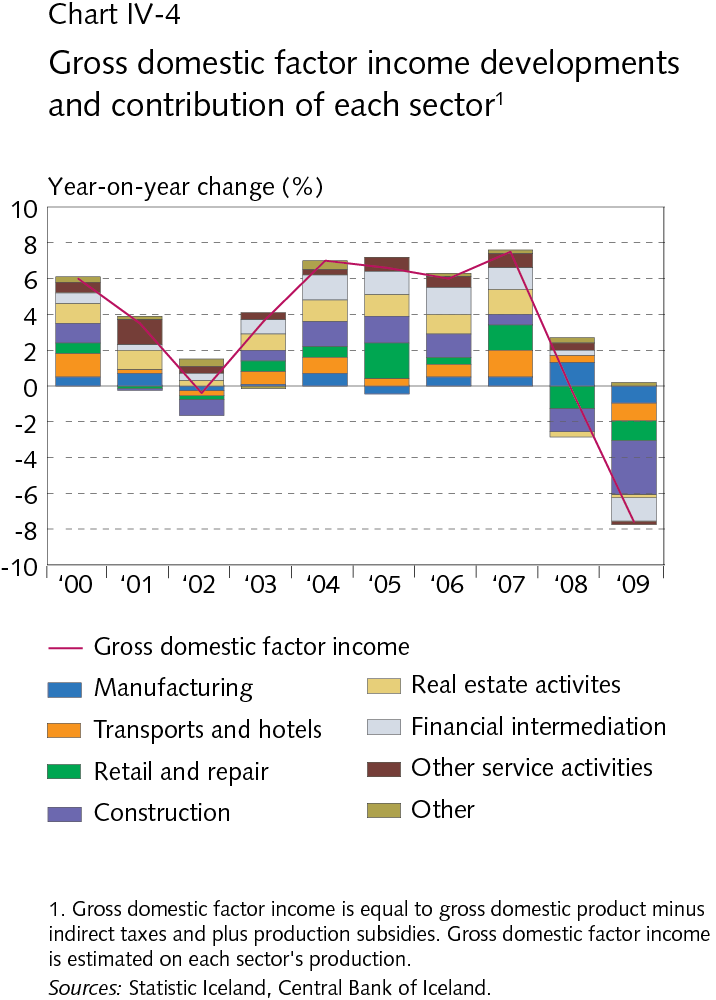 Chart IV-4
Gross domestic factor income developments
and contribution of each sector¹
Year-on-year change (%)
10
8
6
4
2
0
-2
-4
-6
-8
-10
‘00 ‘01 ‘02 ‘03 ‘04 ‘05 ‘06 ‘07 ‘08 ‘09
Gross domestic factor income
Manufacturing
Transports and hotels
Retail and repair
Construction
Real estate activites
Financial intermediation
Other service activities
Other
1. Gross domestic factor income is equal to gross domestic product minus
indirect taxes and plus production subsidies. Gross domestic factor income
is estimated on each sector's production.
Sources: Statistic Iceland, Central Bank of Iceland.